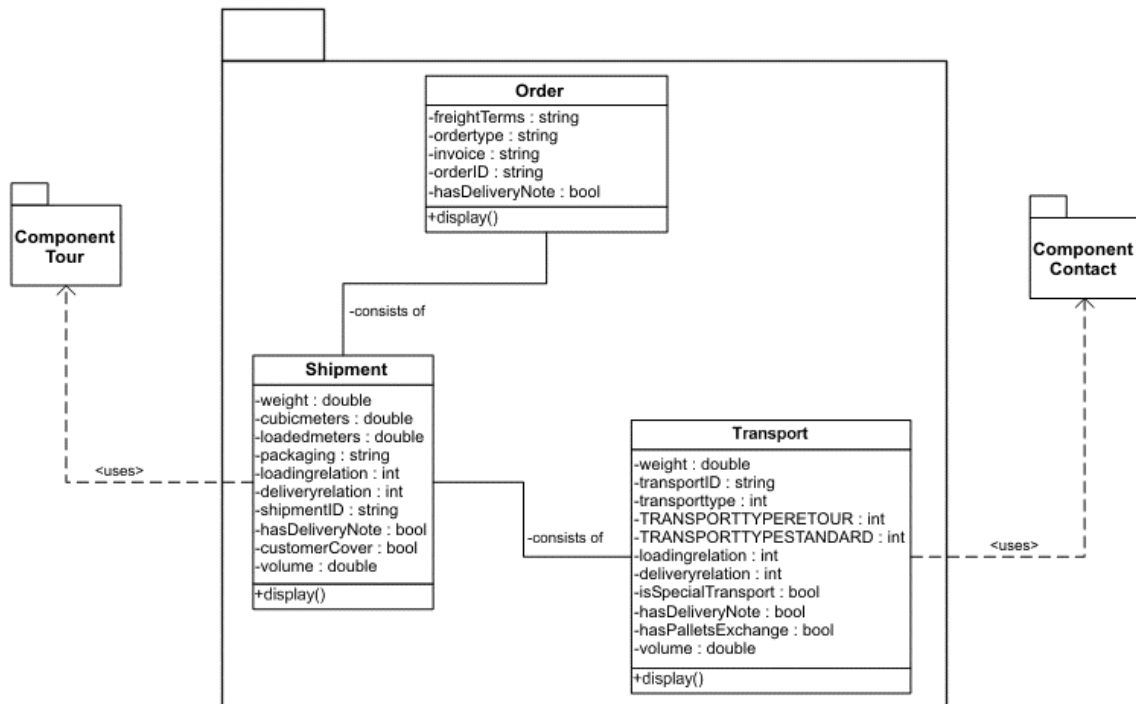 Order
-freightTerms : string
-ordertype : string
-invoice : string
-orderID : string
-hasDeliveryNote : bool
+display()
Component
Tour
Component
Contact
-consists of
Shipment
-weight : double
-cubicmeters : double
-loadedmeters : double
-packaging : string
-loadingrelation : int
-deliveryrelation : int
-shipmentID : string
-hasDeliveryNote : bool
-customerCover : bool
-volume : double
+display()
<uses>
-consists of
Transport
-weight : double
-transportID : string
-transporttype : int
-TRANSPORTTYPERETOUR : int
-TRANSPORTTYPESTANDARD : int
-loadingrelation : int
-deliveryrelation : int
-isSpecialTransport : bool
-hasDeliveryNote : bool
-hasPalletsExchange : bool
-volume : double
+display()
<uses>